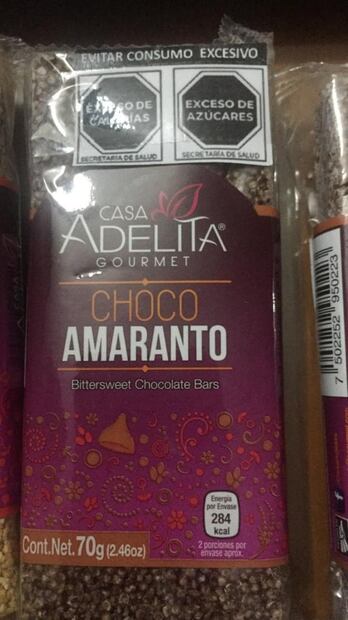 EVITAR CONSUMO EXCESIVO
EXCESO DE
CALORÍAS
SECRETARÍA DE SALUD
EXCESO DE
AZÚCARES
SECRETARÍA DE SALUD
CASA
ADELITA®
GOURMET
CHOCO
AMARANTO
Bittersweet Chocolate Bars
Energía
por Envase
284
kcal
2 porciones por
envase aprox.
Cont.Net.70g(2.46oz)
7 502252 950223